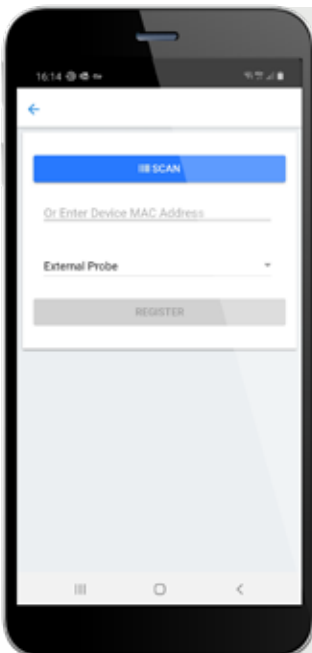 16:14
SCAN
Or Enter Device MAC Address
External Probe
REGISTER